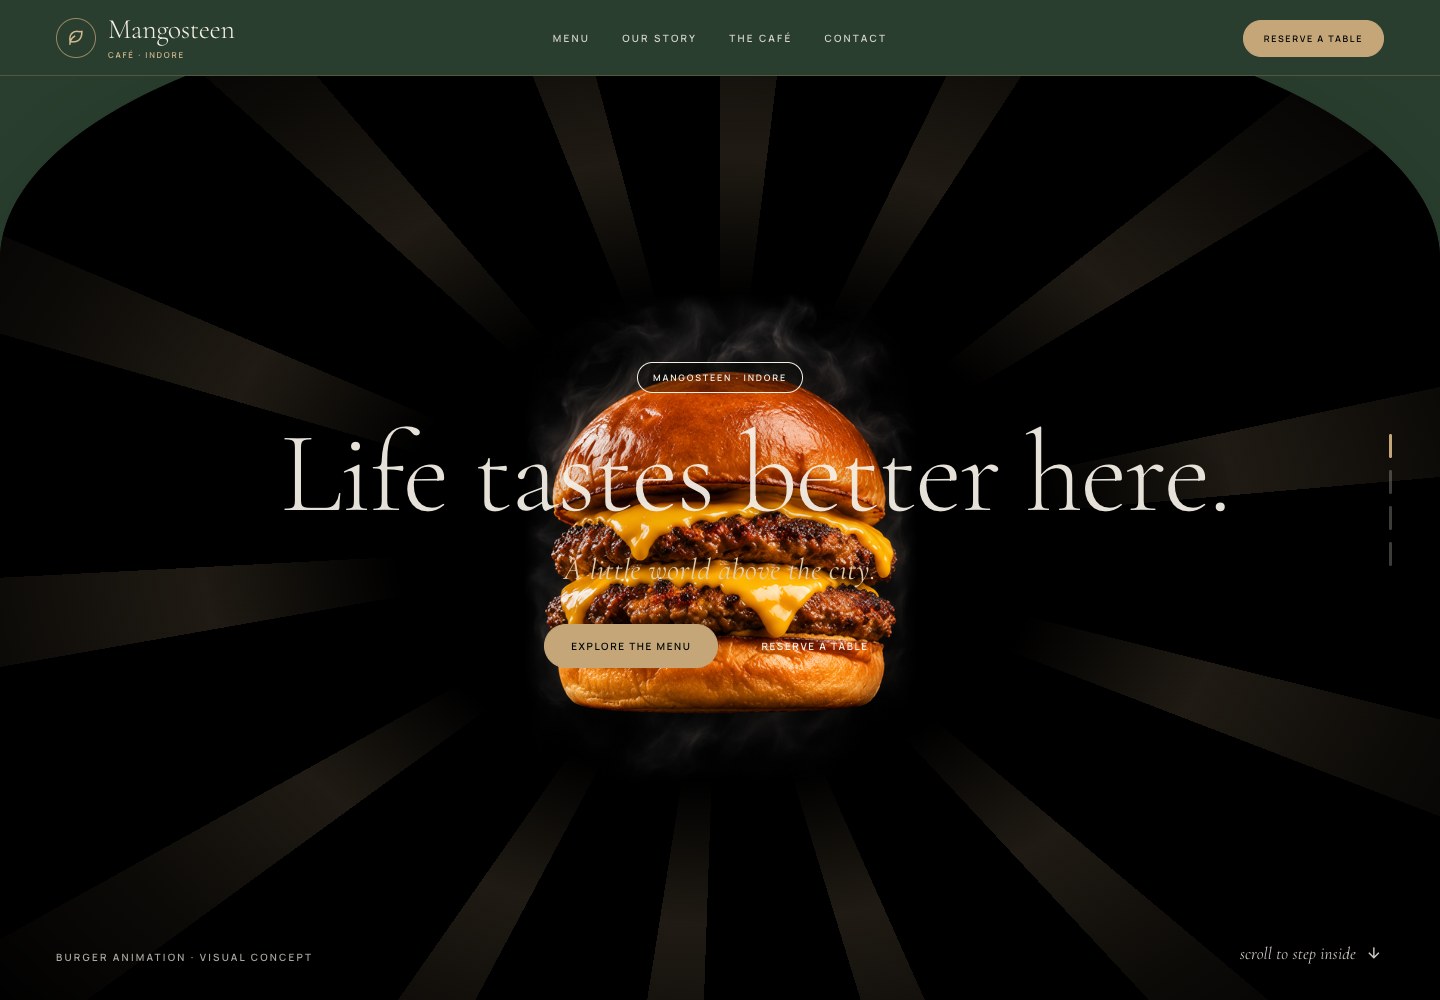 Mangosteen
CAFÉ · INDORE
MENU
OUR STORY
THE CAFÉ
CONTACT
RESERVE A TABLE
MANGOSTEEN · INDORE
Life tastes better here.
A little world above the city.
EXPLORE THE MENU
RESERVE A TABLE
BURGER ANIMATION · VISUAL CONCEPT
scroll to step inside ↓